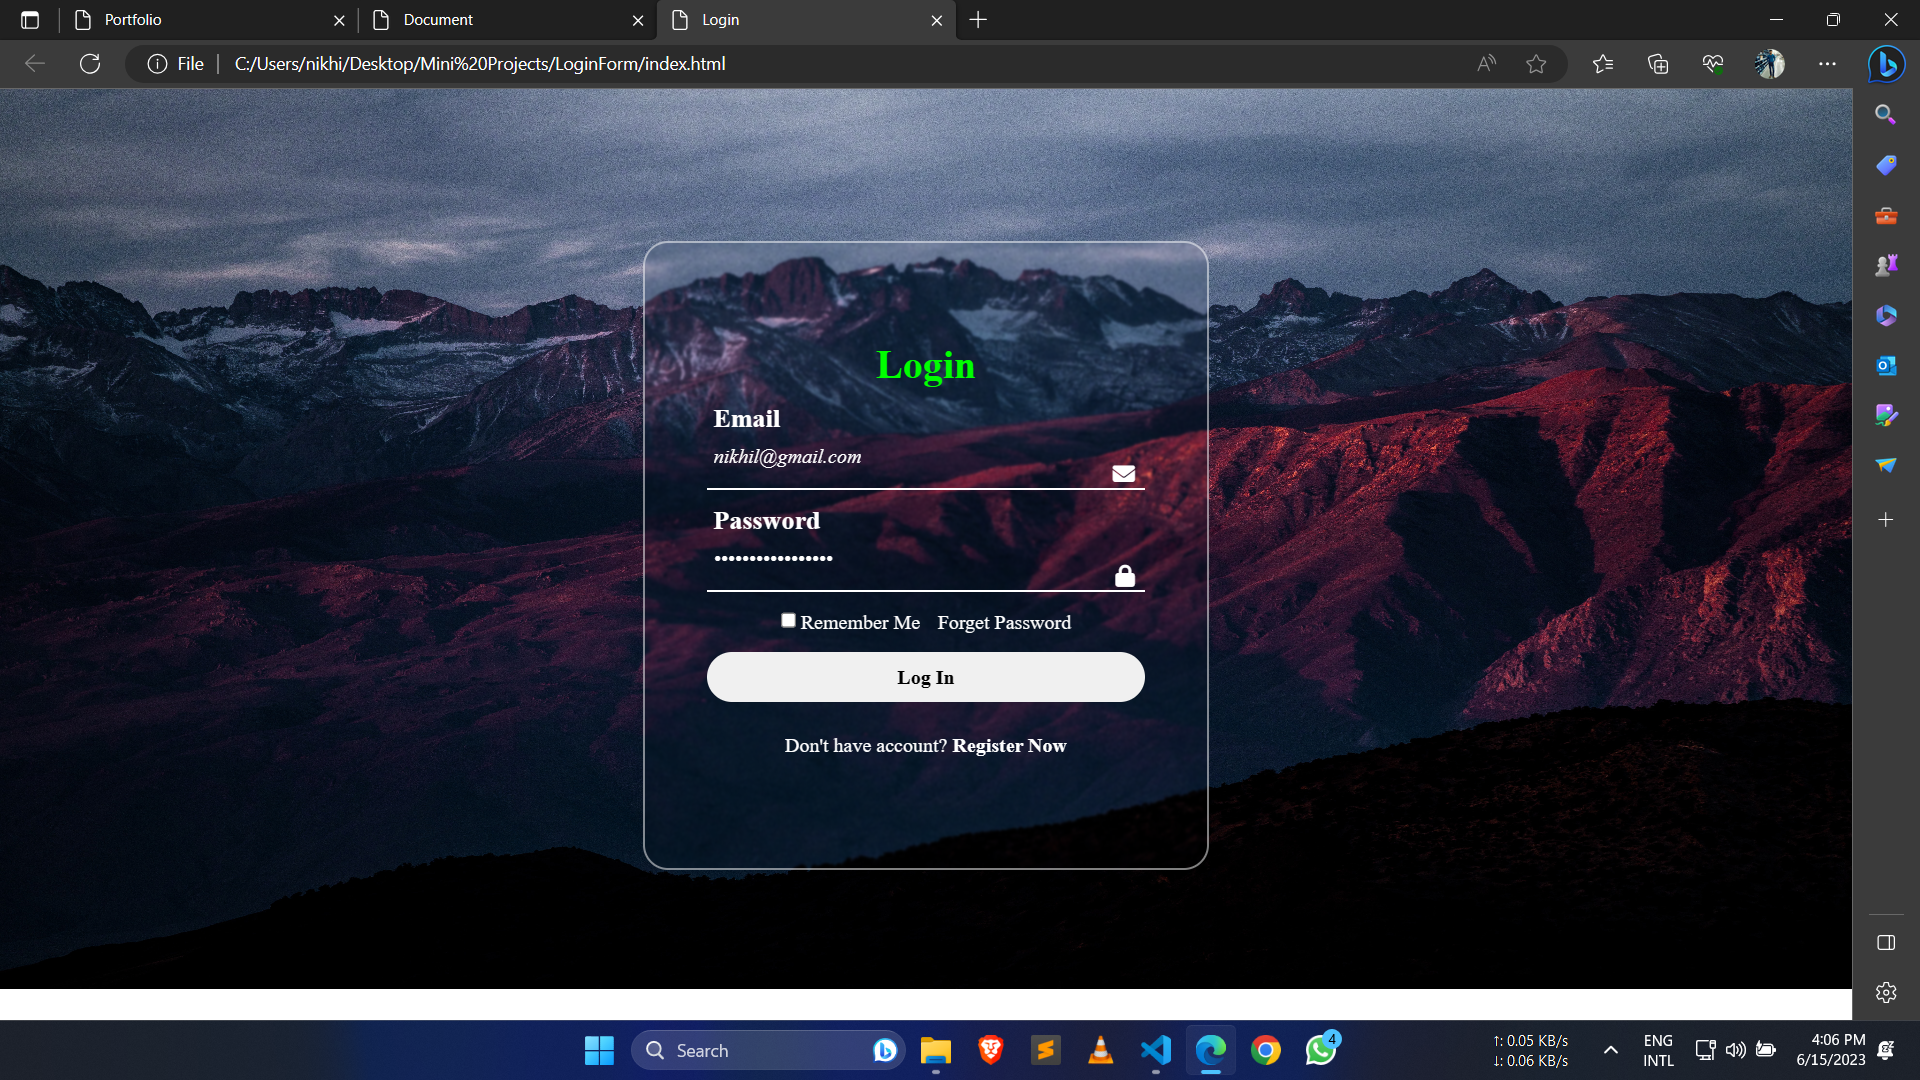 Portfolio
Document
Login
File
C:/Users/nikhi/Desktop/Mini%20Projects/LoginForm/index.html
Login
Email
nikhil@gmail.com
Password
•••••••••••••••••
Remember Me Forget Password
Log In
Don't have account? Register Now
Search
4
↑: 0.05 KB/s
↓: 0.06 KB/s
ENG
INTL
4:06 PM
6/15/2023